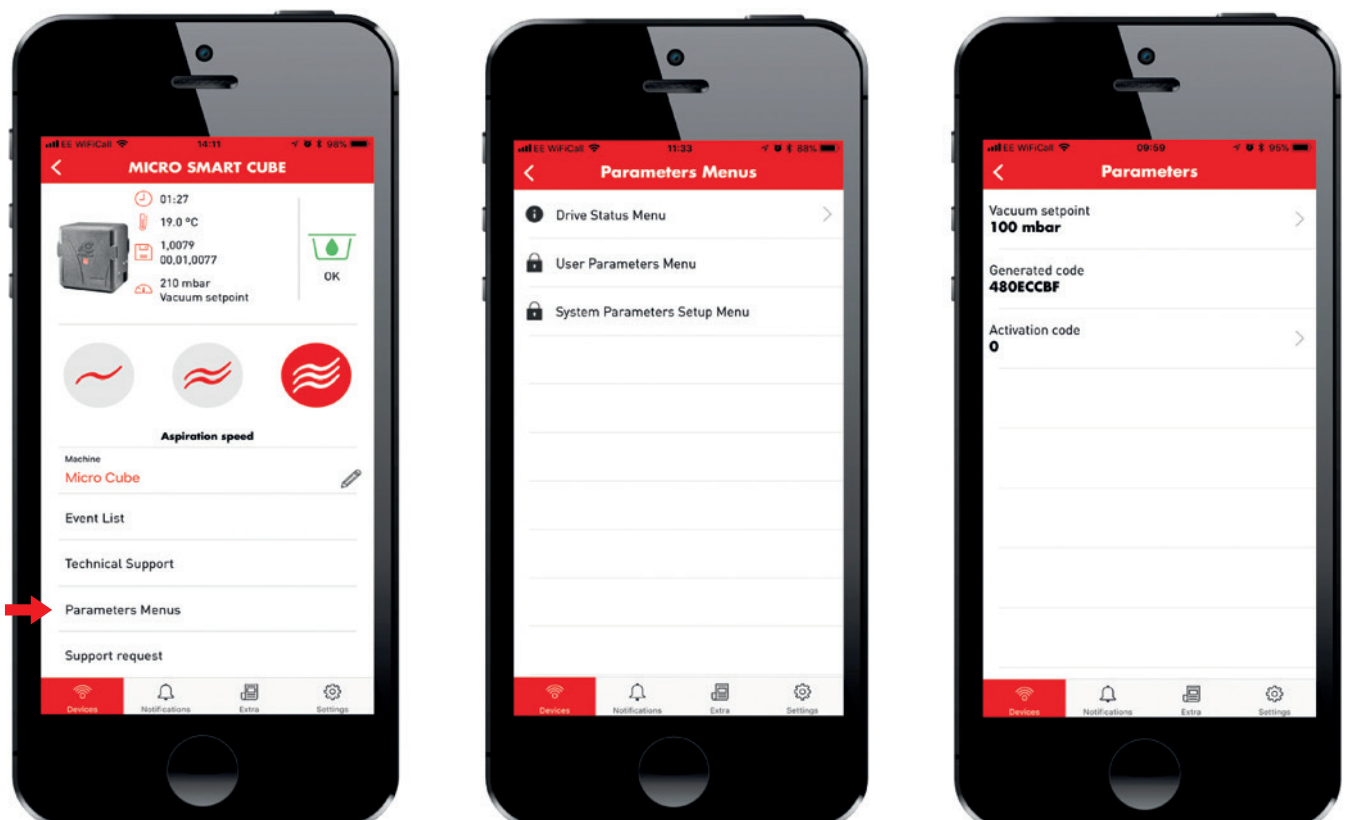 EE WiFiCall 14:11 98%
MICRO SMART CUBE
01:27
19.0 °C
1,0079
00,01,0077
210 mbar
Vacuum setpoint
OK
Aspiration speed
Machine
Micro Cube
Event List
Technical Support
Parameters Menus
Support request
Devices Notifications Extra Settings
EE WiFiCall 11:33 88%
Parameters Menus
Drive Status Menu
User Parameters Menu
System Parameters Setup Menu
Devices Notifications Extra Settings
EE WiFiCall 09:59 95%
Parameters
Vacuum setpoint
100 mbar
Generated code
480ECCBF
Activation code
0
Devices Notifications Extra Settings